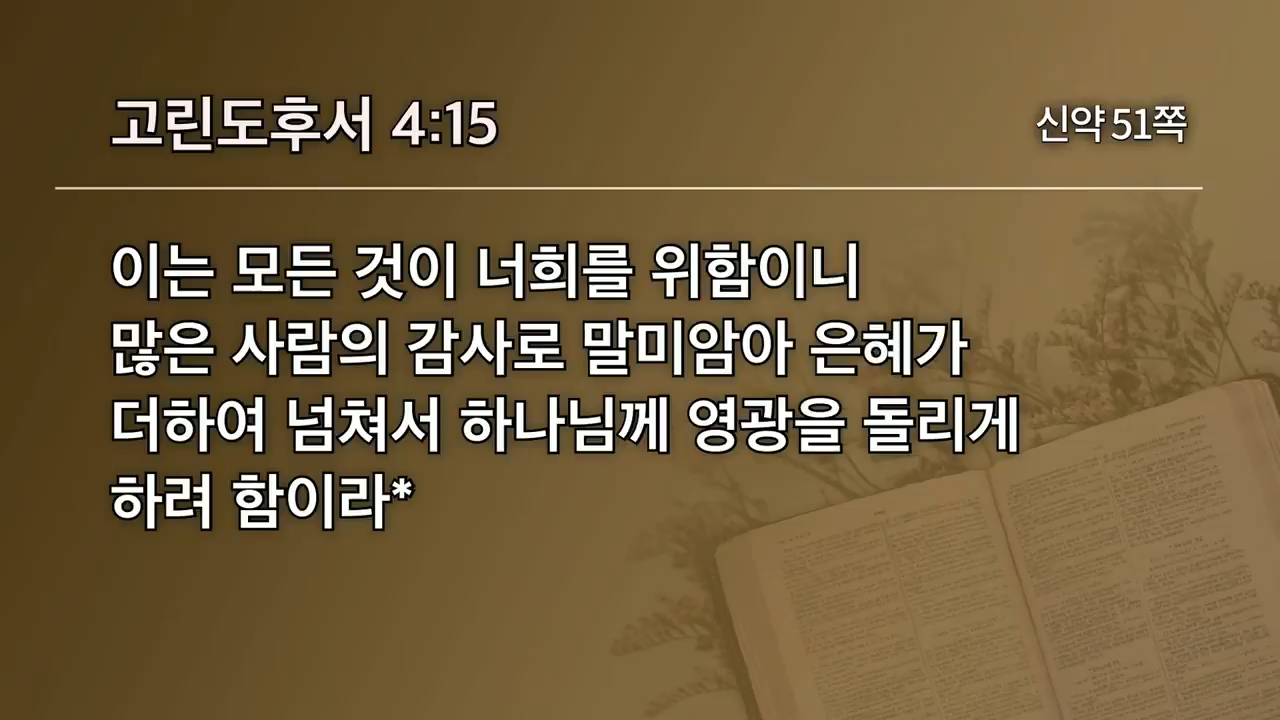 고린도후서 4:15
신약 51쪽
이는 모든 것이 너희를 위함이니
많은 사람의 감사로 말미암아 은혜가
더하여 넘쳐서 하나님께 영광을 돌리게
하려 함이라*